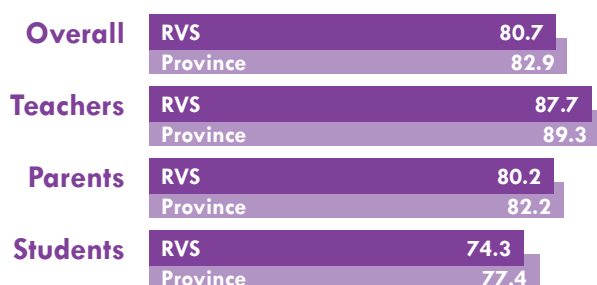 Overall RVS 80.7
Province 82.9
Teachers RVS 87.7
Province 89.3
Parents RVS 80.2
Province 82.2
Students RVS 74.3
Province 77.4